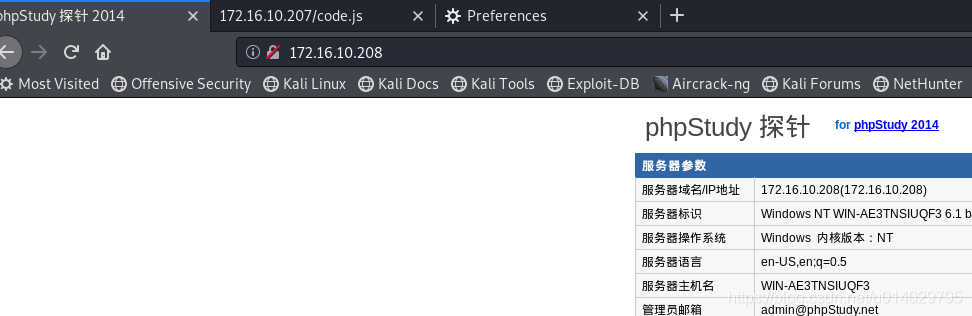 phpStudy 探针 2014
172.16.10.207/code.js
Preferences
172.16.10.208
Most Visited
Offensive Security
Kali Linux
Kali Docs
Kali Tools
Exploit-DB
Aircrack-ng
Kali Forums
NetHunter
phpStudy 探针
for phpStudy 2014
服务器参数
服务器域名/IP地址 172.16.10.208(172.16.10.208)
服务器标识 Windows NT WIN-AE3TNSIUQF3 6.1 b
服务器操作系统 Windows 内核版本：NT
服务器语言 en-US,en;q=0.5
服务器主机名 WIN-AE3TNSIUQF3
管理员邮箱 admin@phpStudy.net
https://blog.csdn.net/u014029795